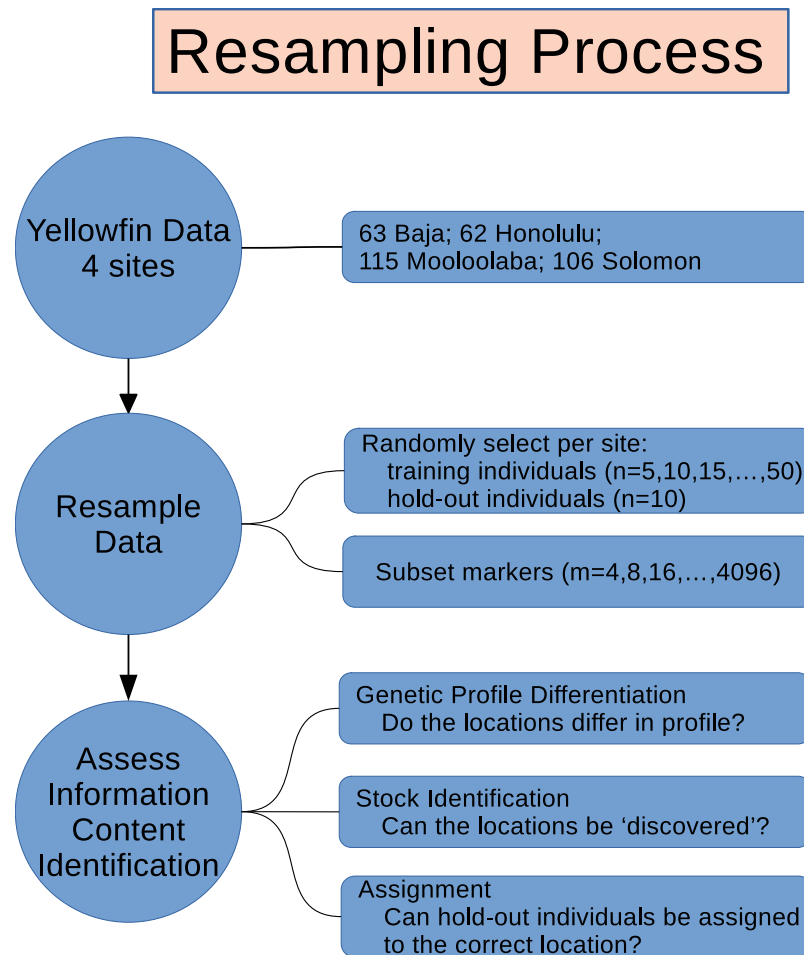 Resampling Process
Yellowfin Data
4 sites
63 Baja; 62 Honolulu;
115 Mooloolaba; 106 Solomon
Resample
Data
Randomly select per site:
training individuals (n=5,10,15,…,50)
hold-out individuals (n=10)
Subset markers (m=4,8,16,…,4096)
Assess
Information
Content
Identification
Genetic Profile Differentiation
Do the locations differ in profile?
Stock Identification
Can the locations be ‘discovered’?
Assignment
Can hold-out individuals be assigned
to the correct location?